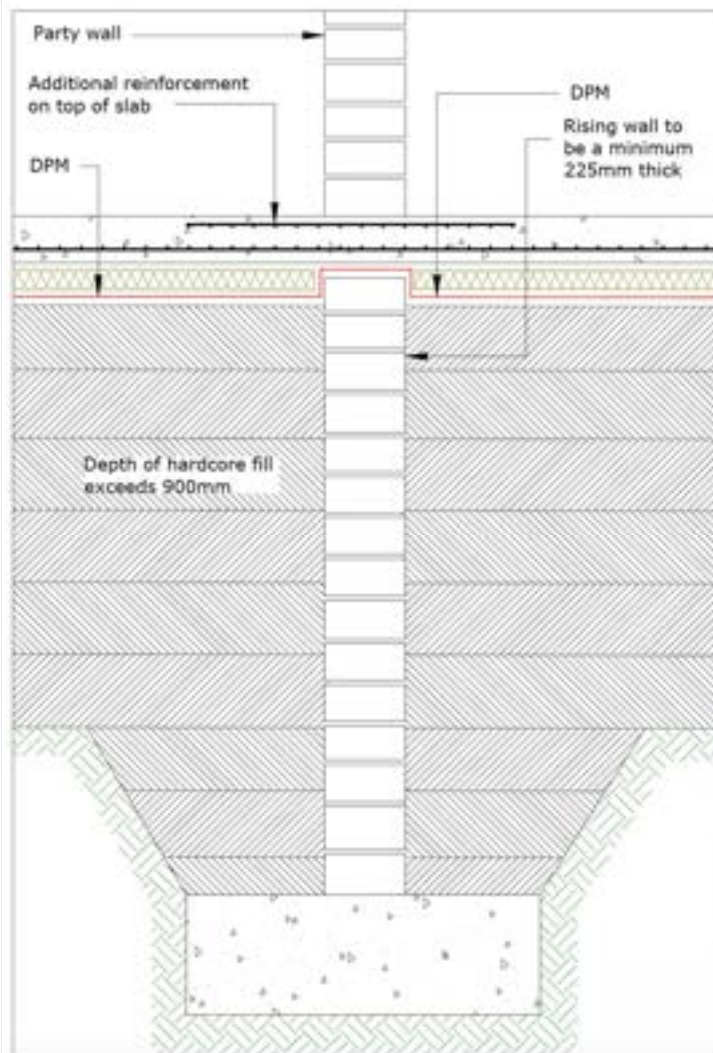 Party wall
Additional reinforcement
on top of slab
DPM
DPM
Rising wall to
be a minimum
225mm thick
Depth of hardcore fill
exceeds 900mm